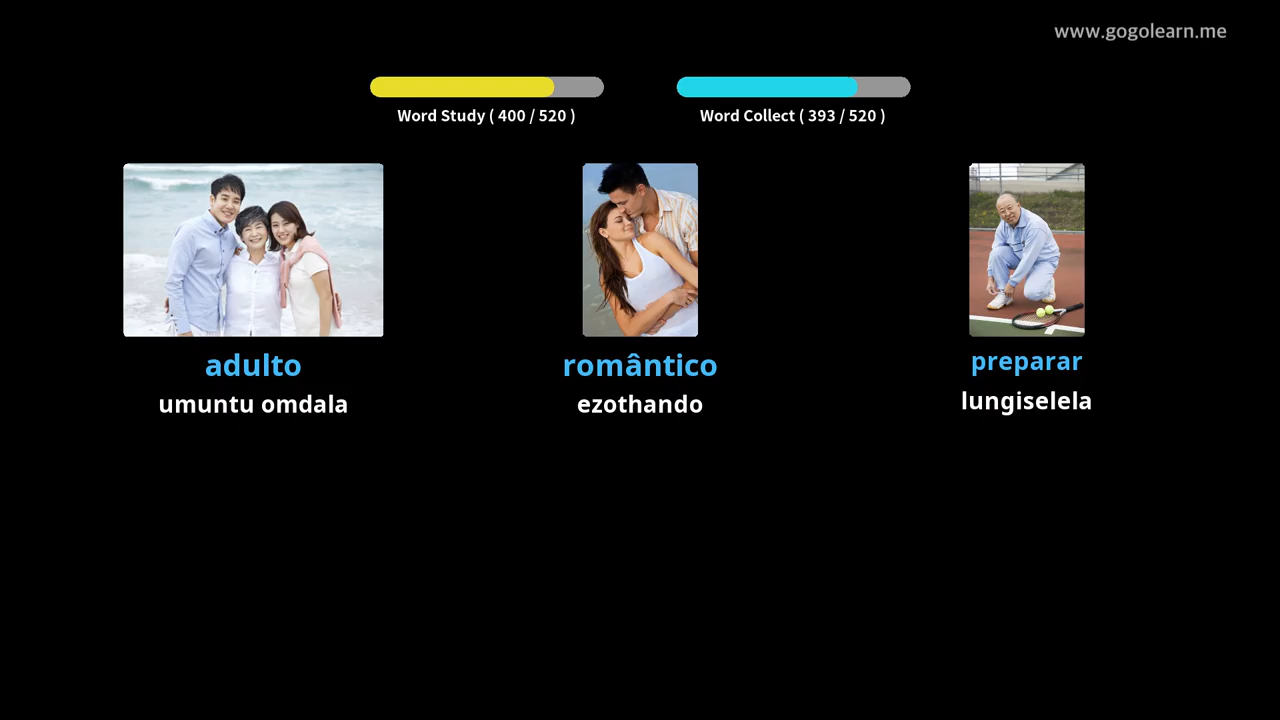 www.gogolearn.me
Word Study ( 400 / 520 )
Word Collect ( 393 / 520 )
adulto
umuntu omdala
romântico
ezothando
preparar
lungiselela